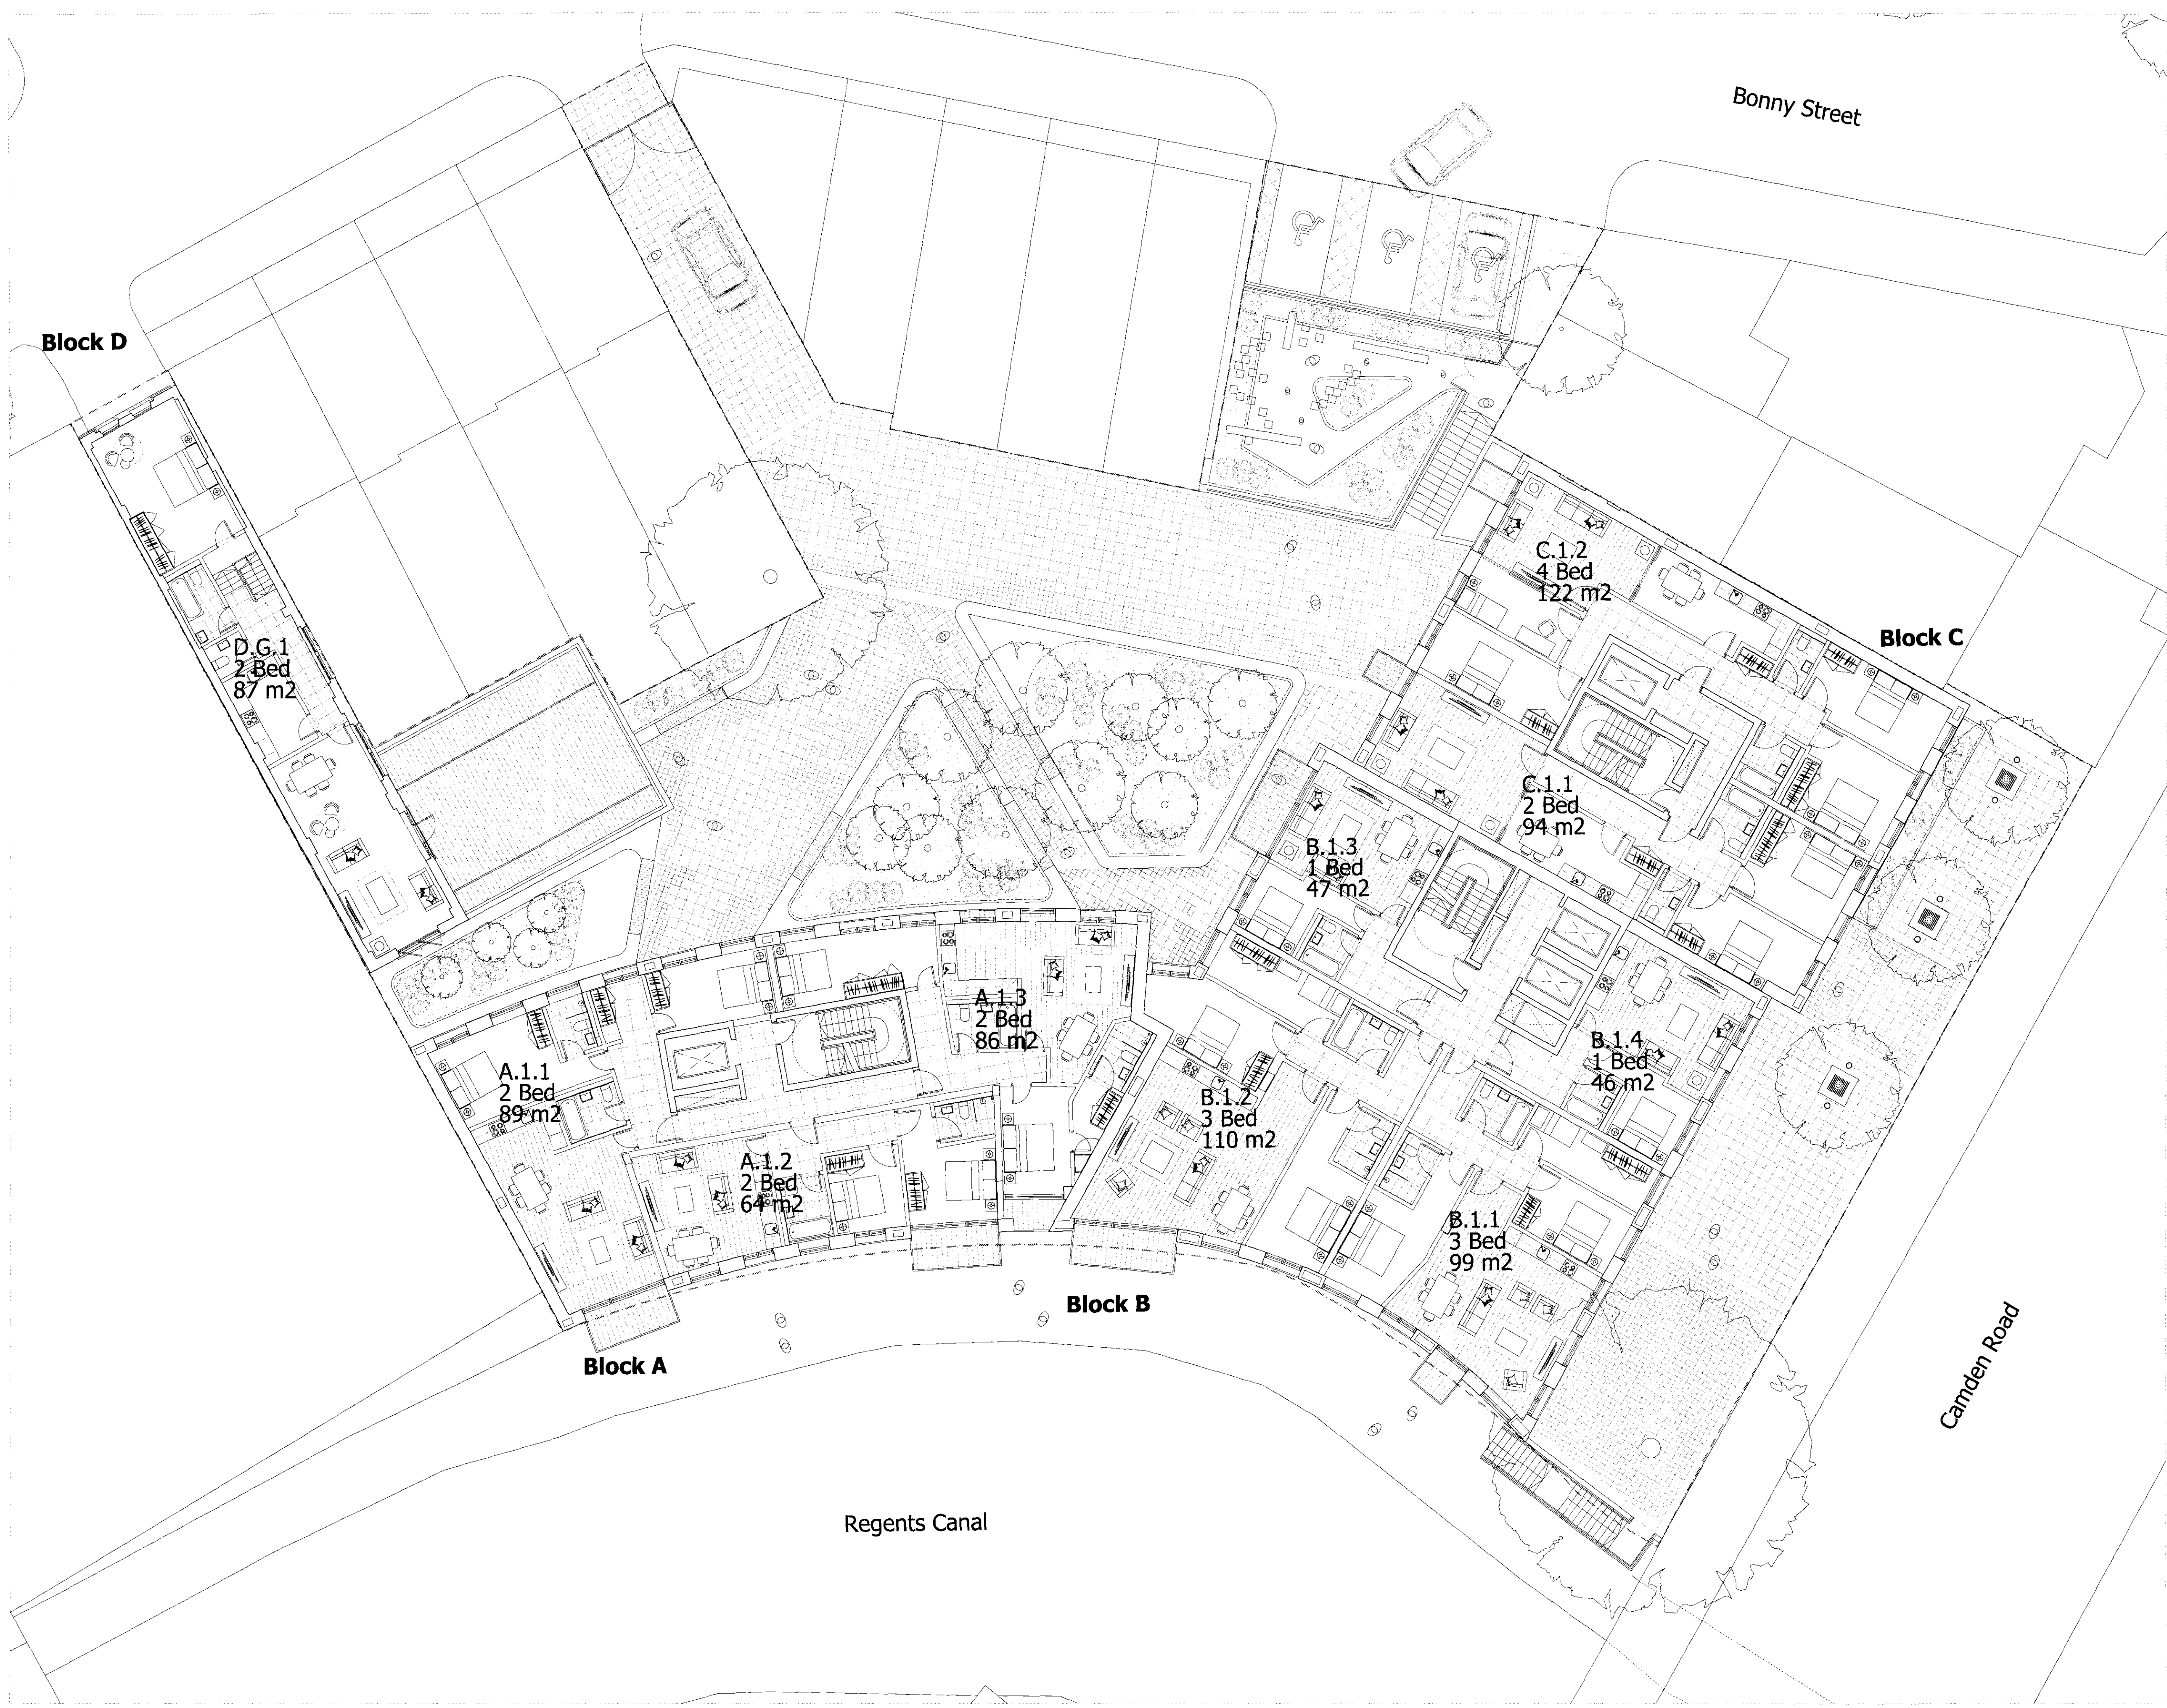 Bonny Street
Block D
C.1.2
4 Bed
122 m2
Block C
D.G.1
2 Bed
87 m2
C.1.1
2 Bed
94 m2
B.1.3
1 Bed
47 m2
A.1.3
2 Bed
86 m2
B.1.4
1 Bed
46 m2
A.1.1
2 Bed
89 m2
B.1.2
3 Bed
110 m2
A.1.2
2 Bed
64 m2
B.1.1
3 Bed
99 m2
Block B
Block A
Camden Road
Regents Canal